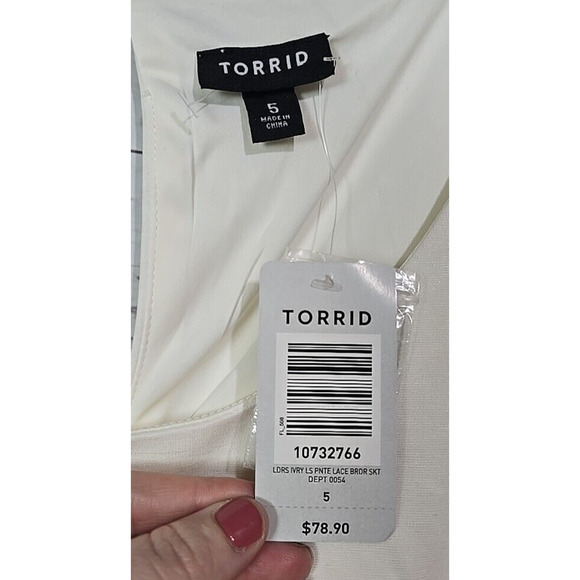 TORRID
5
MADE IN
CHINA
TORRID
FL_508
10732766
LDRS IVRY LS PNTE LACE BRDR SKT
DEPT 0054
5
$78.90